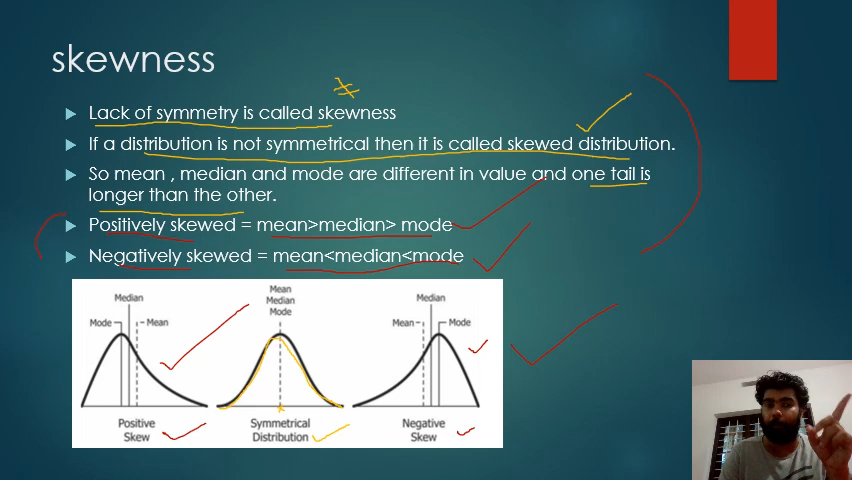 skewness
Lack of symmetry is called skewness
If a distribution is not symmetrical then it is called skewed distribution.
So mean , median and mode are different in value and one tail is
longer than the other.
Positively skewed = mean>median> mode
Negatively skewed = mean<median<mode
Median
Mode
Mean
Positive
Skew
Mean
Median
Mode
Symmetrical
Distribution
Median
Mean
Mode
Negative
Skew